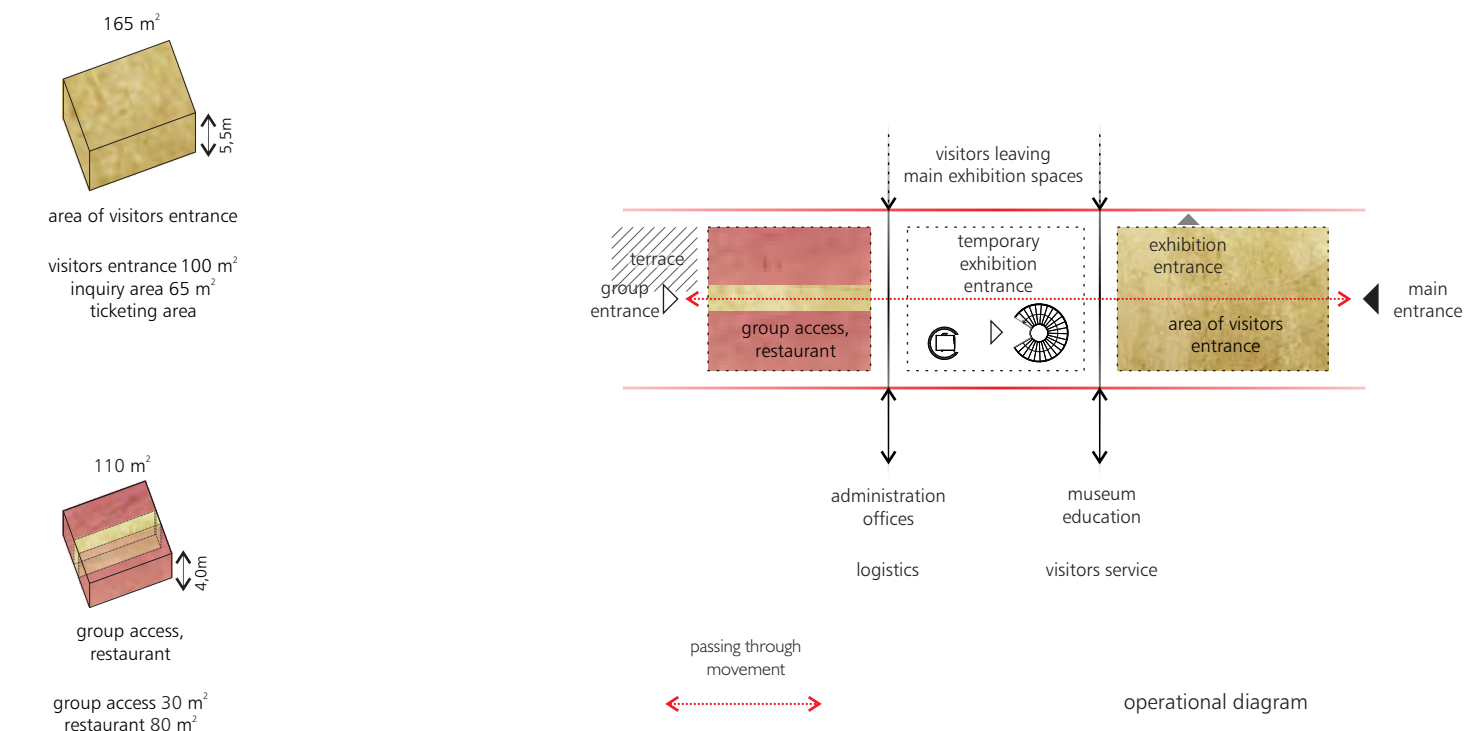 165 m²
5,5m
area of visitors entrance
visitors entrance 100 m²
inquiry area 65 m²
ticketing area
110 m²
4,0m
group access,
restaurant
group access 30 m²
restaurant 80 m²
visitors leaving
main exhibition spaces
terrace
group
entrance
group access,
restaurant
temporary
exhibition
entrance
exhibition
entrance
area of visitors
entrance
main
entrance
administration
offices
logistics
museum
education
visitors service
passing through
movement
operational diagram